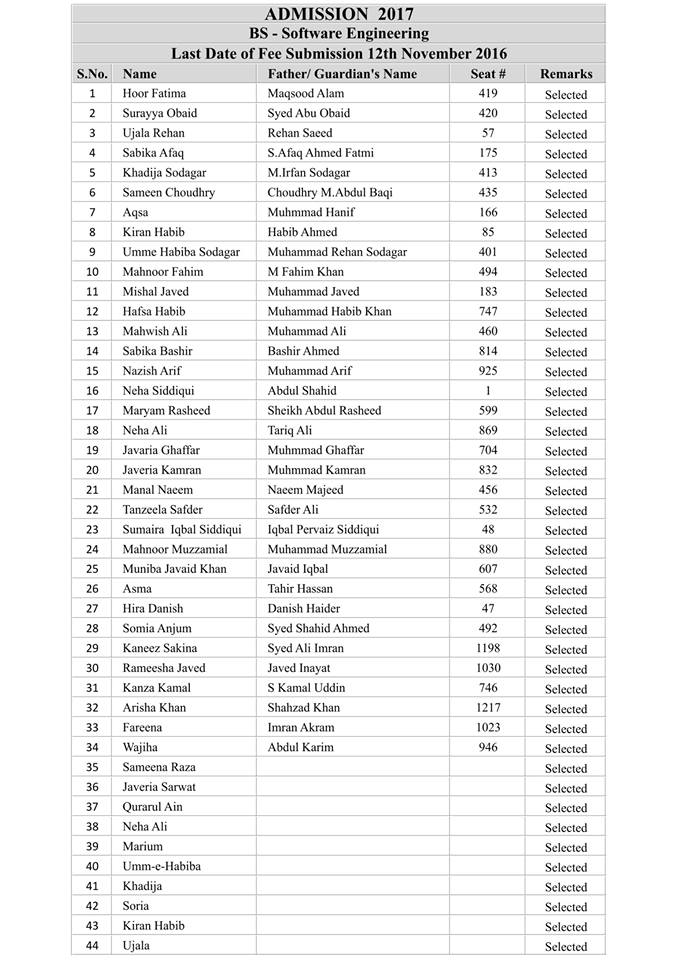 ADMISSION 2017
BS - Software Engineering
Last Date of Fee Submission 12th November 2016
S.No. Name Father/ Guardian's Name Seat # Remarks
1 Hoor Fatima Maqsood Alam 419 Selected
2 Surayya Obaid Syed Abu Obaid 420 Selected
3 Ujala Rehan Rehan Saeed 57 Selected
4 Sabika Afaq S.Afaq Ahmed Fatmi 175 Selected
5 Khadija Sodagar M.Irfan Sodagar 413 Selected
6 Sameen Choudhry Choudhry M.Abdul Baqi 435 Selected
7 Aqsa Muhmmad Hanif 166 Selected
8 Kiran Habib Habib Ahmed 85 Selected
9 Umme Habiba Sodagar Muhammad Rehan Sodagar 401 Selected
10 Mahnoor Fahim M Fahim Khan 494 Selected
11 Mishal Javed Muhammad Javed 183 Selected
12 Hafsa Habib Muhammad Habib Khan 747 Selected
13 Mahwish Ali Muhammad Ali 460 Selected
14 Sabika Bashir Bashir Ahmed 814 Selected
15 Nazish Arif Muhammad Arif 925 Selected
16 Neha Siddiqui Abdul Shahid 1 Selected
17 Maryam Rasheed Sheikh Abdul Rasheed 599 Selected
18 Neha Ali Tariq Ali 869 Selected
19 Javaria Ghaffar Muhmmad Ghaffar 704 Selected
20 Javeria Kamran Muhmmad Kamran 832 Selected
21 Manal Naeem Naeem Majeed 456 Selected
22 Tanzeela Safder Safder Ali 532 Selected
23 Sumaira Iqbal Siddiqui Iqbal Pervaiz Siddiqui 48 Selected
24 Mahnoor Muzzamial Muhammad Muzzamial 880 Selected
25 Muniba Javaid Khan Javaid Iqbal 607 Selected
26 Asma Tahir Hassan 568 Selected
27 Hira Danish Danish Haider 47 Selected
28 Somia Anjum Syed Shahid Ahmed 492 Selected
29 Kaneez Sakina Syed Ali Imran 1198 Selected
30 Rameesha Javed Javed Inayat 1030 Selected
31 Kanza Kamal S Kamal Uddin 746 Selected
32 Arisha Khan Shahzad Khan 1217 Selected
33 Fareena Imran Akram 1023 Selected
34 Wajiha Abdul Karim 946 Selected
35 Sameena Raza Selected
36 Javeria Sarwat Selected
37 Qurarul Ain Selected
38 Neha Ali Selected
39 Marium Selected
40 Umm-e-Habiba Selected
41 Khadija Selected
42 Soria Selected
43 Kiran Habib Selected
44 Ujala Selected